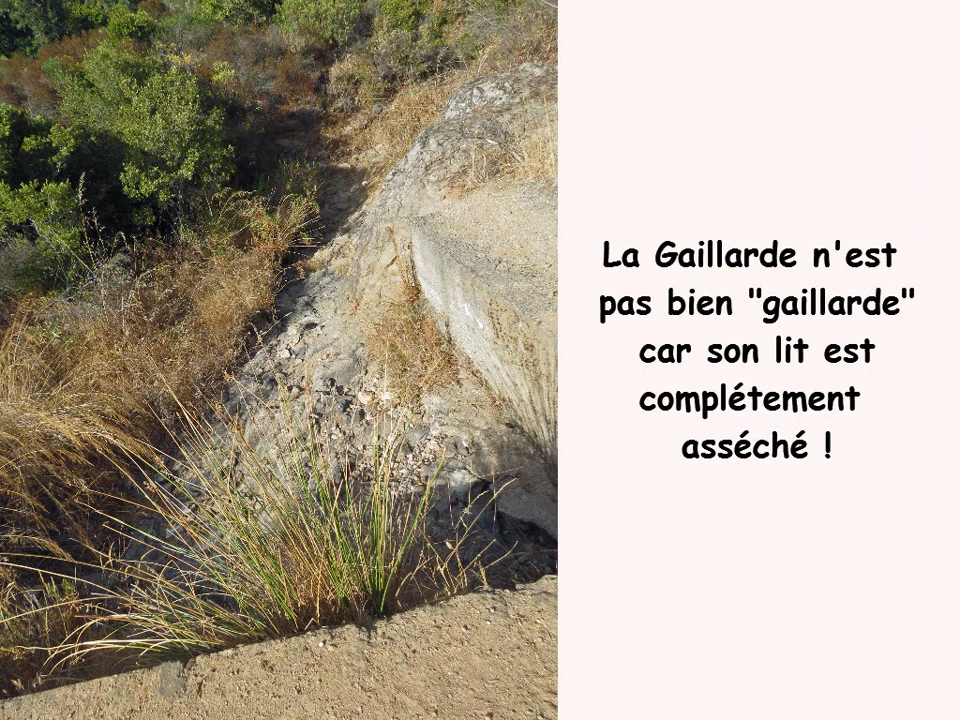 La Gaillarde n'est
pas bien "gaillarde"
car son lit est
complétement
asséché !